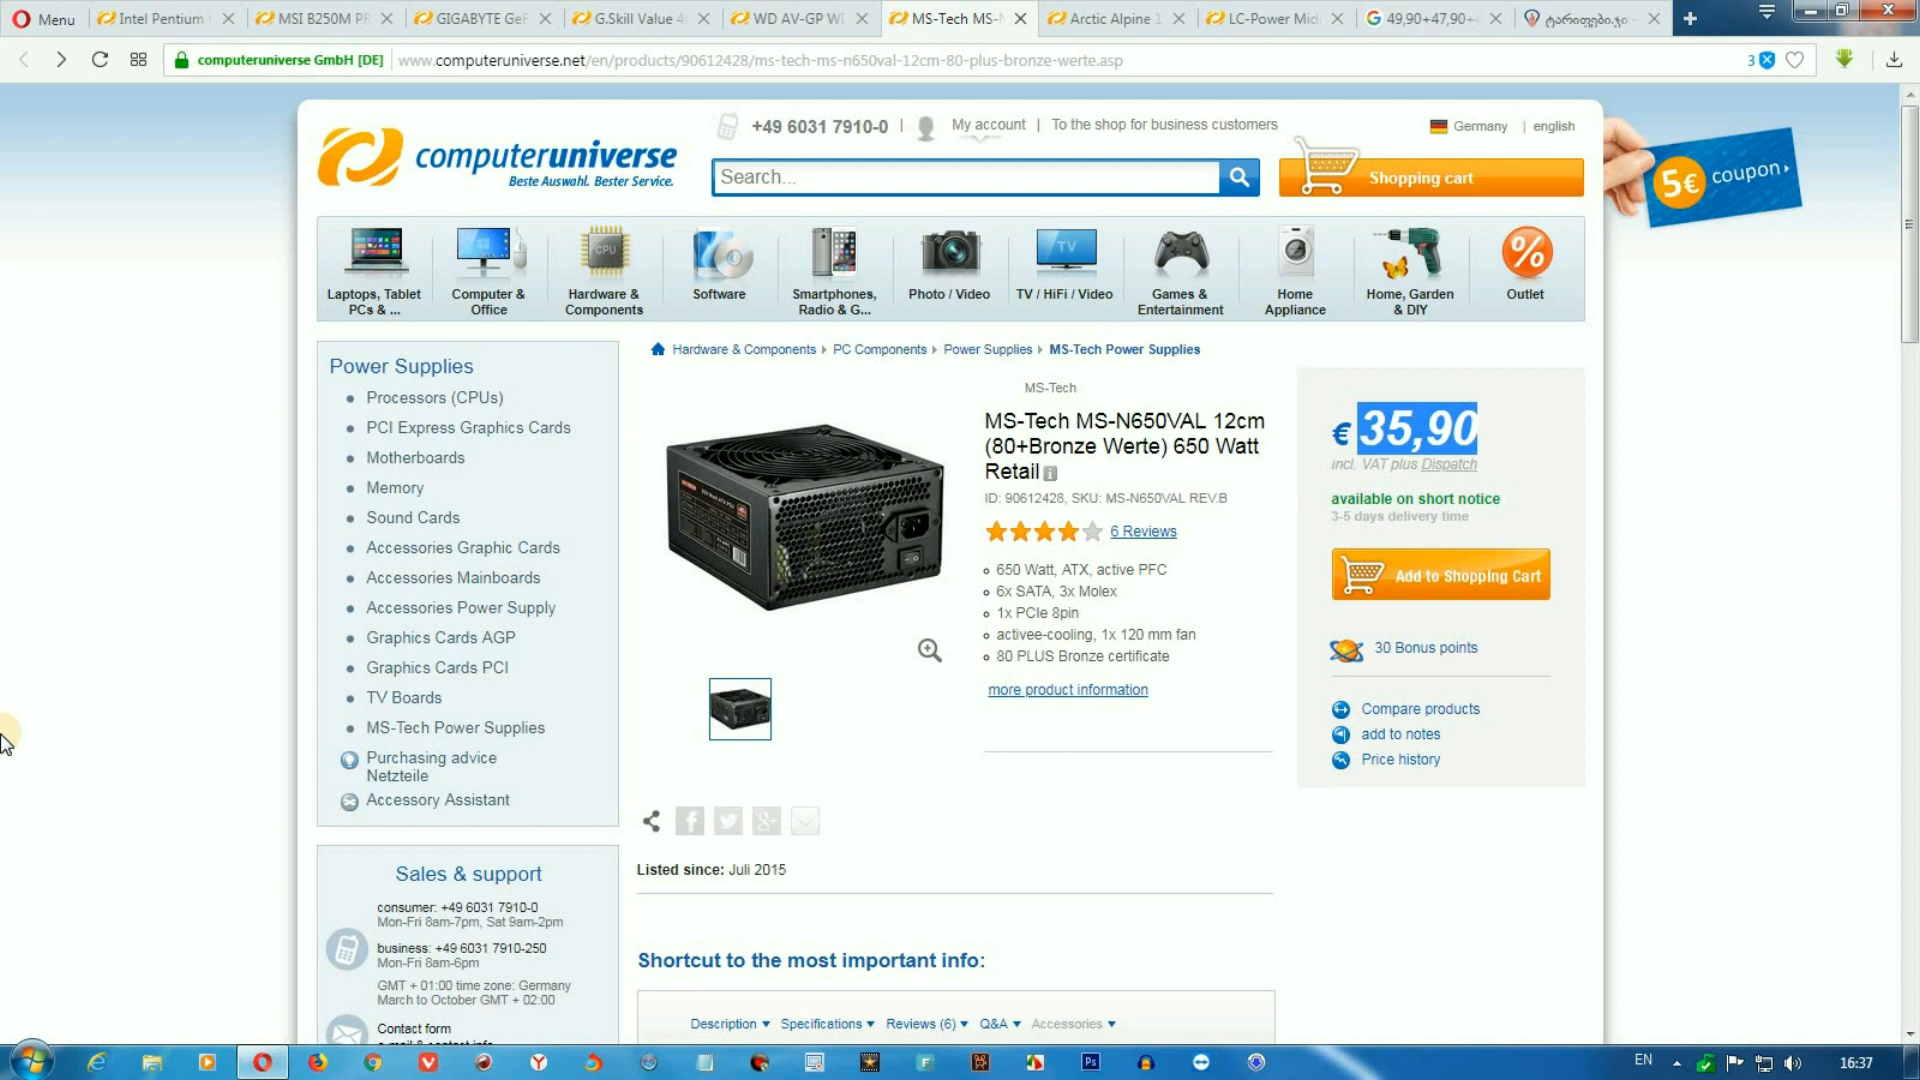 Menu
Intel Pentium
MSI B250M PR
GIGABYTE GeF
G.Skill Value 4
WD AV-GP W
MS-Tech MS-
Arctic Alpine 1
LC-Power Mid
49,90+47,90+
ტარიფები.ჯი
computeruniverse GmbH [DE]
www.computeruniverse.net/en/products/90612428/ms-tech-ms-n650val-12cm-80-plus-bronze-werte.asp
3
computeruniverse
Beste Auswahl. Bester Service.
+49 6031 7910-0 | My account | To the shop for business customers
Germany | english
Search...
Shopping cart
5€ coupon
Laptops, Tablet PCs & ...
Computer & Office
CPU
Hardware & Components
Software
Smartphones, Radio & G...
Photo / Video
TV
TV / HiFi / Video
Games & Entertainment
Home Appliance
Home, Garden & DIY
%
Outlet
Power Supplies
Processors (CPUs)
PCI Express Graphics Cards
Motherboards
Memory
Sound Cards
Accessories Graphic Cards
Accessories Mainboards
Accessories Power Supply
Graphics Cards AGP
Graphics Cards PCI
TV Boards
MS-Tech Power Supplies
Purchasing advice
Netzteile
Accessory Assistant
Sales & support
consumer: +49 6031 7910-0
Mon-Fri 8am-7pm, Sat 9am-2pm
business: +49 6031 7910-250
Mon-Fri 8am-6pm
GMT + 01:00 time zone: Germany
March to October GMT + 02:00
Contact form
Hardware & Components
PC Components
Power Supplies
MS-Tech Power Supplies
MS-Tech
MS-Tech MS-N650VAL 12cm
(80+Bronze Werte) 650 Watt
Retail
ID: 90612428, SKU: MS-N650VAL REV.B
6 Reviews
650 Watt, ATX, active PFC
6x SATA, 3x Molex
1x PCIe 8pin
activee-cooling, 1x 120 mm fan
80 PLUS Bronze certificate
more product information
€ 35,90
incl. VAT plus Dispatch
available on short notice
3-5 days delivery time
Add to Shopping Cart
30 Bonus points
Compare products
add to notes
Price history
Listed since: Juli 2015
Shortcut to the most important info:
Description
Specifications
Reviews (6)
Q&A
Accessories
EN
16:37